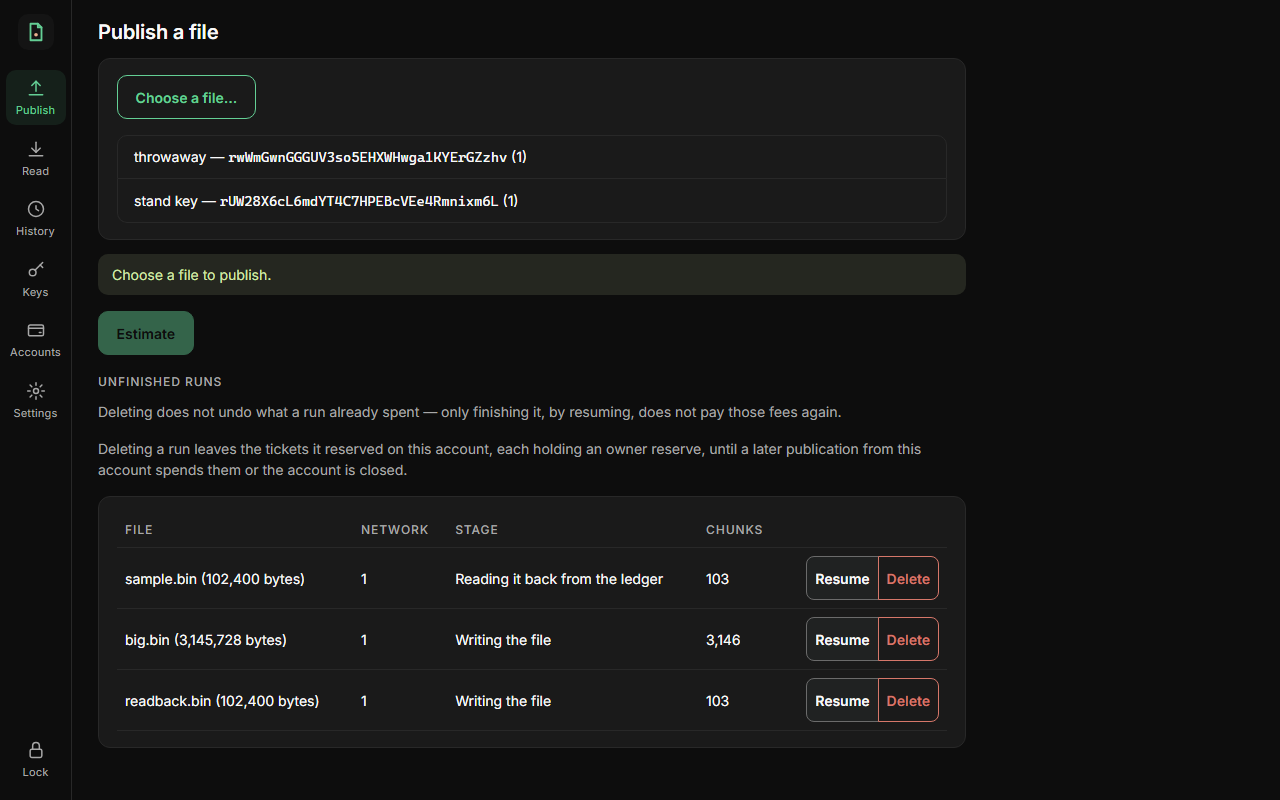 Publish a file
Publish
Read
History
Keys
Accounts
Settings
Lock
Choose a file...
throwaway — rwWmGwnGGGUV3so5EHXWHwga1KYErGZzhv (1)
stand key — rUW28X6cL6mdYT4C7HPEBcVEe4Rmnixm6L (1)
Choose a file to publish.
Estimate
UNFINISHED RUNS
Deleting does not undo what a run already spent — only finishing it, by resuming, does not pay those fees again.
Deleting a run leaves the tickets it reserved on this account, each holding an owner reserve, until a later publication from this
account spends them or the account is closed.
FILE NETWORK STAGE CHUNKS
sample.bin (102,400 bytes) 1 Reading it back from the ledger 103 Resume Delete
big.bin (3,145,728 bytes) 1 Writing the file 3,146 Resume Delete
readback.bin (102,400 bytes) 1 Writing the file 103 Resume Delete